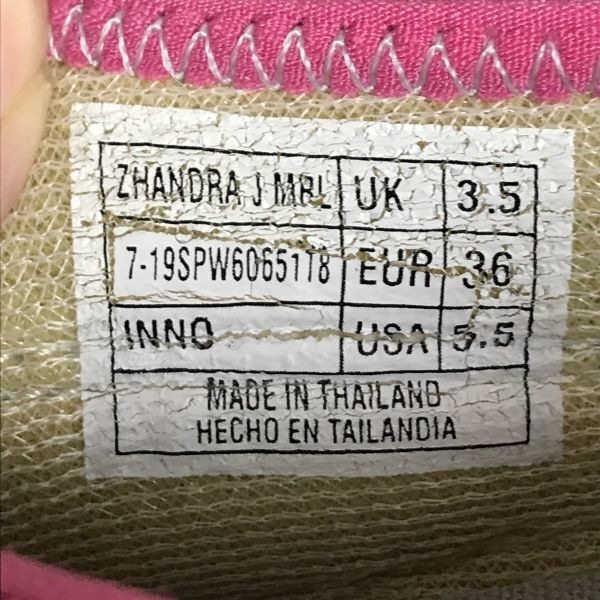 ZHANDRA J MRL UK 3.5
7-19SPW6065118 EUR 36
INNO USA 5.5
MADE IN THAILAND
HECHO EN TAILANDIA